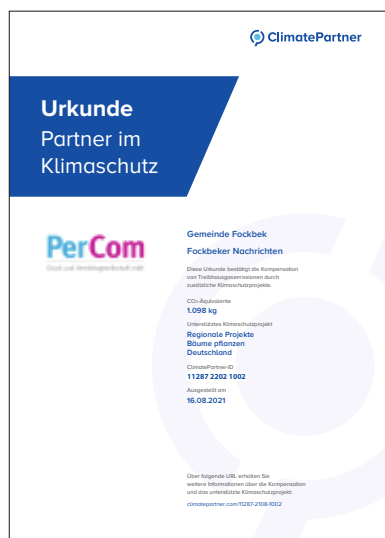 ClimatePartner
Urkunde
Partner im
Klimaschutz
PerCom
Gemeinde Fockbek
Fockbeker Nachrichten
Diese Urkunde bestätigt die Kompensation
von Treibhausgasemissionen durch
zusätzliche Klimaschutzprojekte.
CO₂-Äquivalente
1.098 kg
Unterstütztes Klimaschutzprojekt
Regionale Projekte
Bäume pflanzen
Deutschland
ClimatePartner-ID
11287 2202 1002
Ausgestellt am
16.08.2021
Über folgende URL erhalten Sie
weitere Informationen über die Kompensation
und das unterstützte Klimaschutzprojekt
climatepartner.com/11287-2108-1002